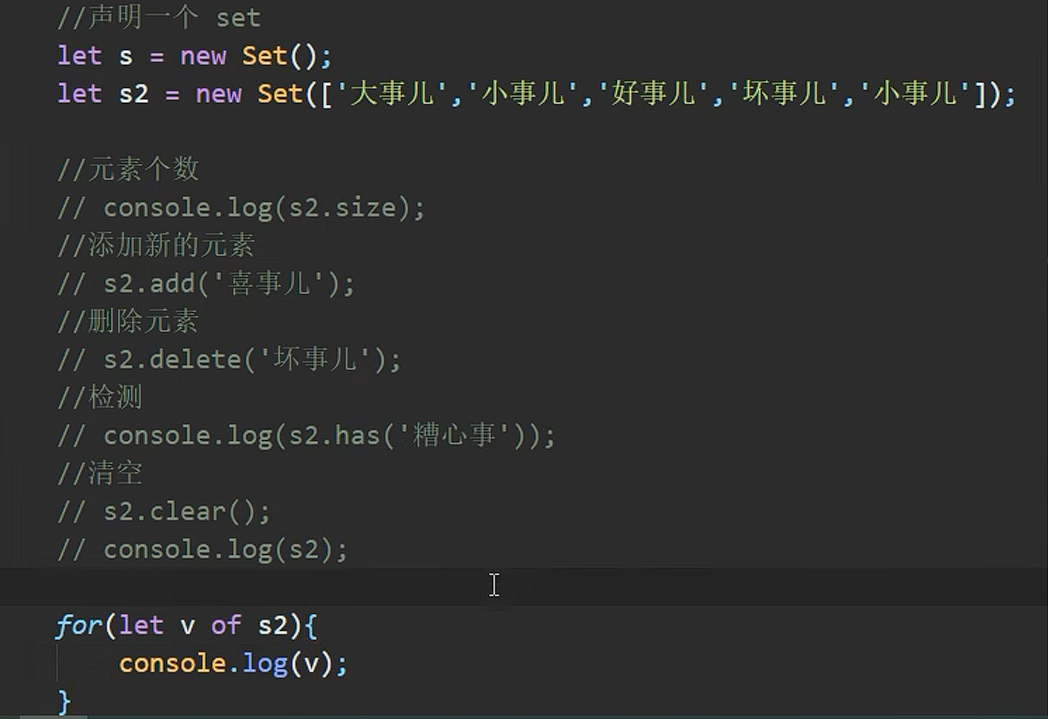 //声明一个 set
let s = new Set();
let s2 = new Set(['大事儿','小事儿','好事儿','坏事儿','小事儿']);
//元素个数
// console.log(s2.size);
//添加新的元素
// s2.add('喜事儿');
//删除元素
// s2.delete('坏事儿');
//检测
// console.log(s2.has('糟心事'));
//清空
// s2.clear();
// console.log(s2);
for(let v of s2){
console.log(v);
}